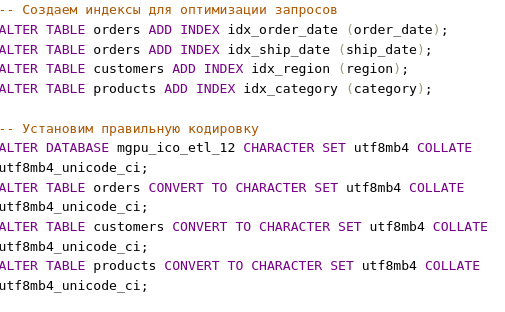 -- Создаем индексы для оптимизации запросов
ALTER TABLE orders ADD INDEX idx_order_date (order_date);
ALTER TABLE orders ADD INDEX idx_ship_date (ship_date);
ALTER TABLE customers ADD INDEX idx_region (region);
ALTER TABLE products ADD INDEX idx_category (category);
-- Установим правильную кодировку
ALTER DATABASE mgpu_ico_etl_12 CHARACTER SET utf8mb4 COLLATE
utf8mb4_unicode_ci;
ALTER TABLE orders CONVERT TO CHARACTER SET utf8mb4 COLLATE
utf8mb4_unicode_ci;
ALTER TABLE customers CONVERT TO CHARACTER SET utf8mb4 COLLATE
utf8mb4_unicode_ci;
ALTER TABLE products CONVERT TO CHARACTER SET utf8mb4 COLLATE
utf8mb4_unicode_ci;